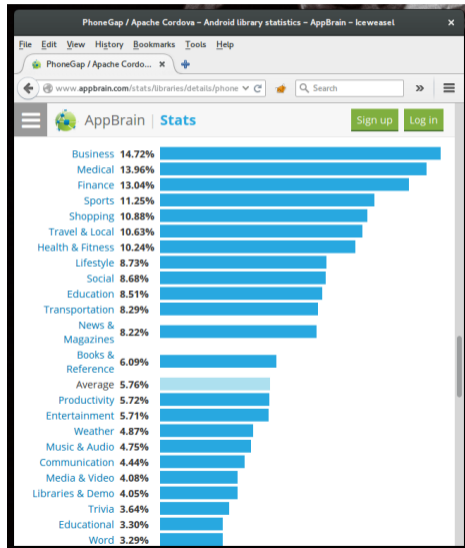 PhoneGap / Apache Cordova – Android library statistics – AppBrain – Iceweasel
File Edit View History Bookmarks Tools Help
PhoneGap / Apache Cordo...
www.appbrain.com/stats/libraries/details/phone
Search
AppBrain | Stats
Sign up
Log in
Business 14.72%
Medical 13.96%
Finance 13.04%
Sports 11.25%
Shopping 10.88%
Travel & Local 10.63%
Health & Fitness 10.24%
Lifestyle 8.73%
Social 8.68%
Education 8.51%
Transportation 8.29%
News &
Magazines 8.22%
Books &
Reference 6.09%
Average 5.76%
Productivity 5.72%
Entertainment 5.71%
Weather 4.87%
Music & Audio 4.75%
Communication 4.44%
Media & Video 4.08%
Libraries & Demo 4.05%
Trivia 3.64%
Educational 3.30%
Word 3.29%